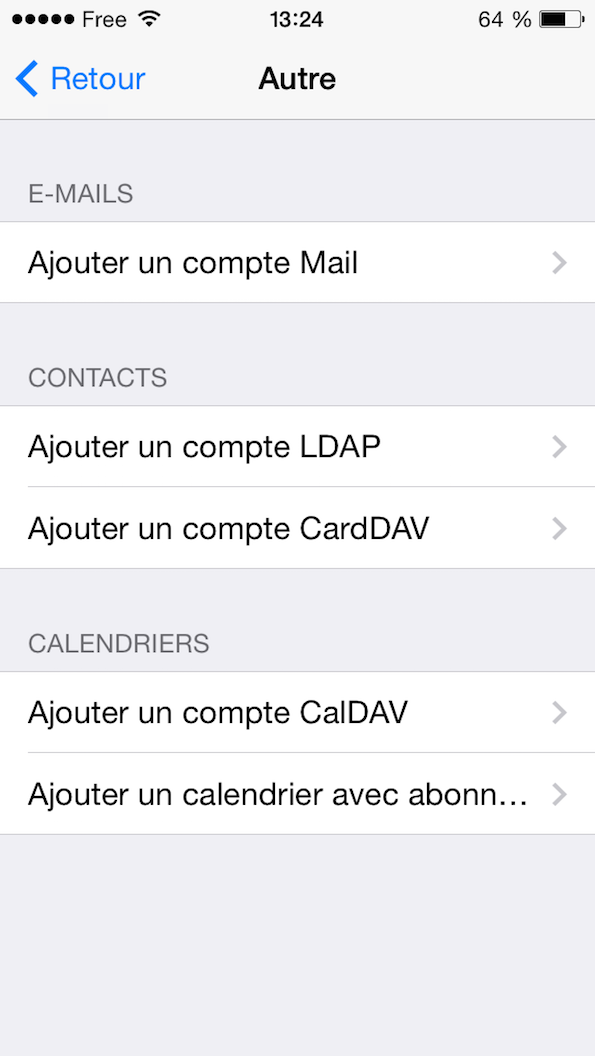 ●●●●● Free 13:24 64 %
Retour Autre
E-MAILS
Ajouter un compte Mail
CONTACTS
Ajouter un compte LDAP
Ajouter un compte CardDAV
CALENDRIERS
Ajouter un compte CalDAV
Ajouter un calendrier avec abonn...